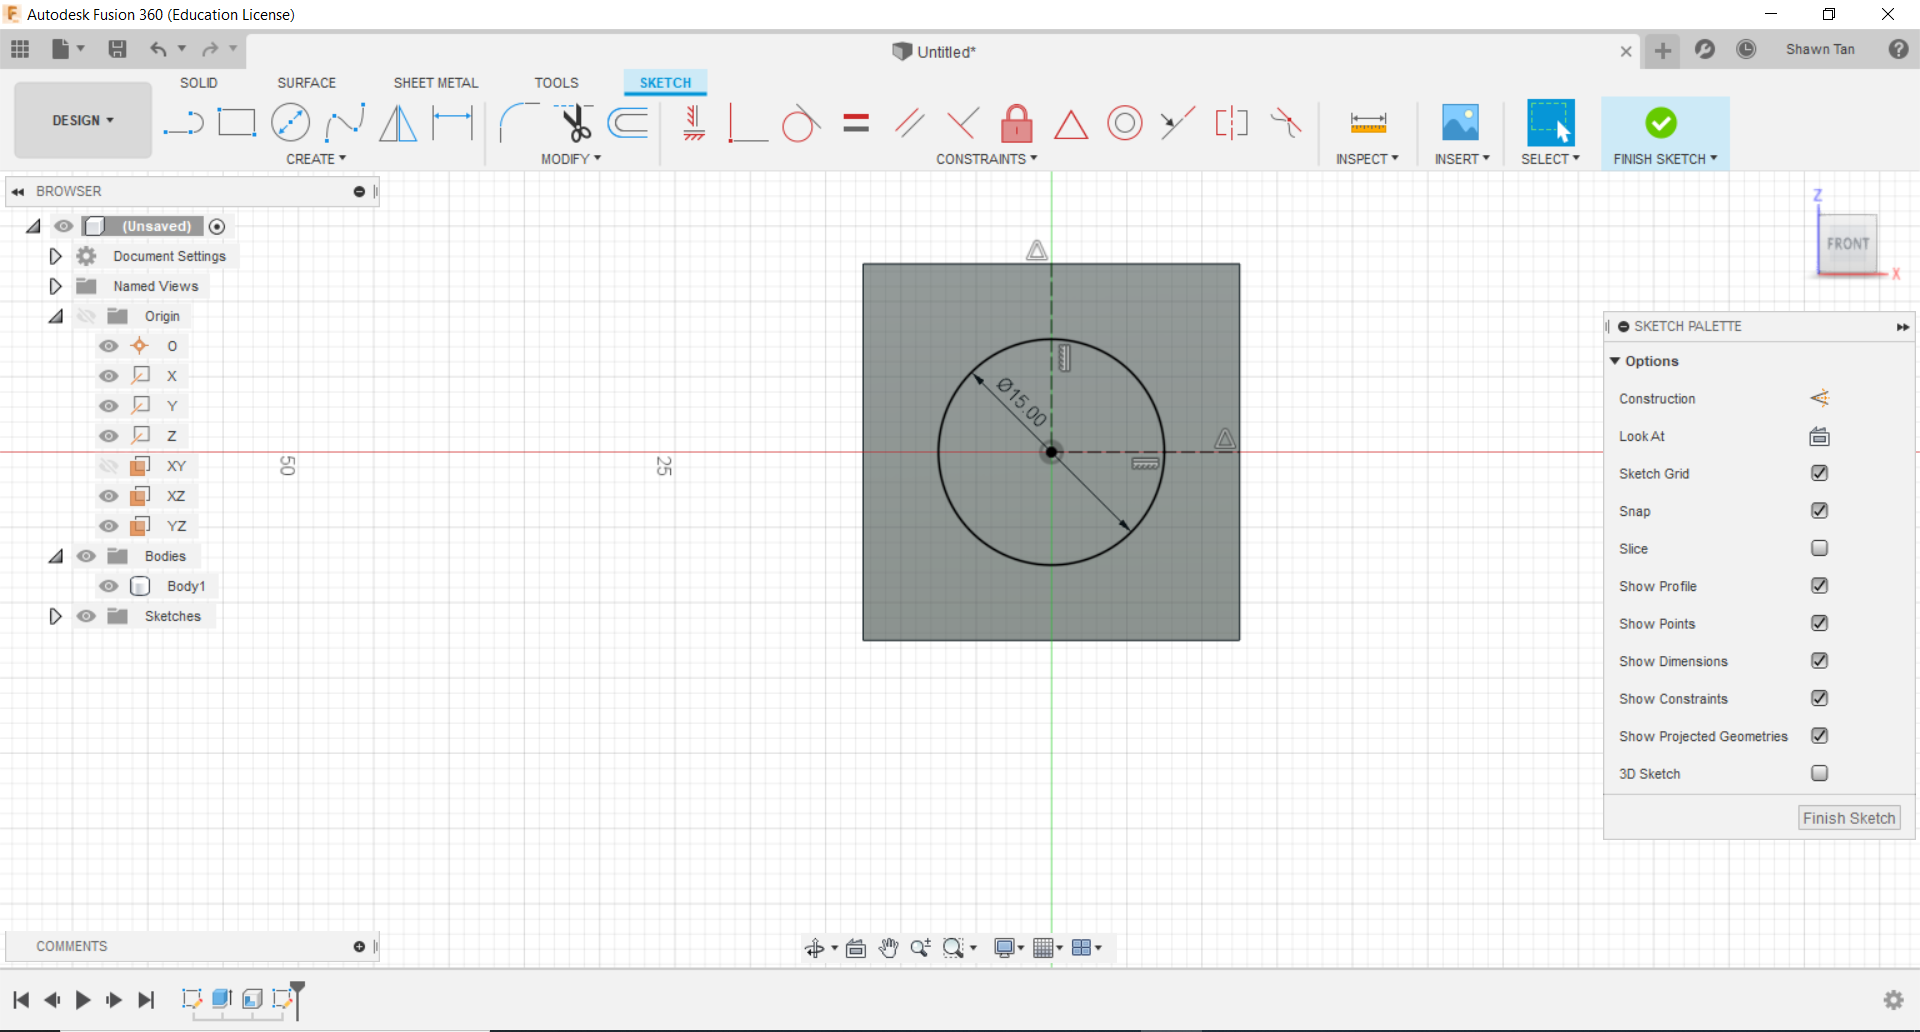 Autodesk Fusion 360 (Education License)
Untitled*
Shawn Tan
SOLID
SURFACE
SHEET METAL
TOOLS
SKETCH
DESIGN
CREATE
MODIFY
CONSTRAINTS
INSPECT
INSERT
SELECT
FINISH SKETCH
BROWSER
(Unsaved)
Document Settings
Named Views
Origin
O
X
Y
Z
XY
XZ
YZ
Bodies
Body1
Sketches
50
25
Ø15.00
Z
FRONT
X
SKETCH PALETTE
Options
Construction
Look At
Sketch Grid
Snap
Slice
Show Profile
Show Points
Show Dimensions
Show Constraints
Show Projected Geometries
3D Sketch
Finish Sketch
COMMENTS